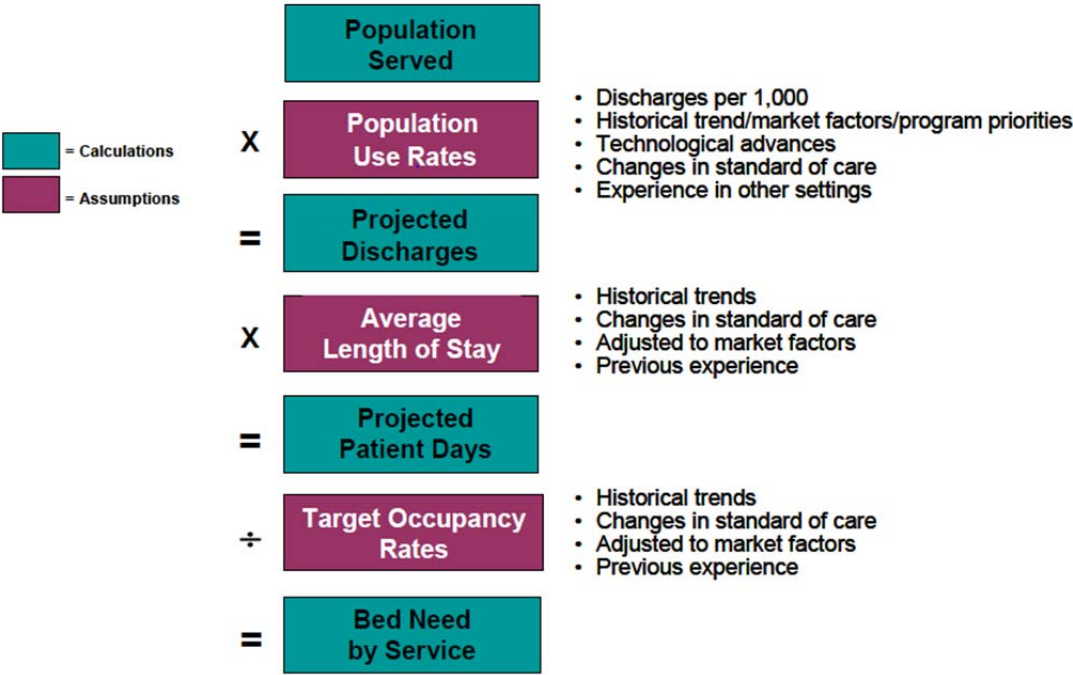 Population
Served
X
Population
Use Rates
• Discharges per 1,000
• Historical trend/market factors/program priorities
• Technological advances
• Changes in standard of care
• Experience in other settings
= Calculations
= Assumptions
=
Projected
Discharges
X
Average
Length of Stay
• Historical trends
• Changes in standard of care
• Adjusted to market factors
• Previous experience
=
Projected
Patient Days
÷
Target Occupancy
Rates
• Historical trends
• Changes in standard of care
• Adjusted to market factors
• Previous experience
=
Bed Need
by Service